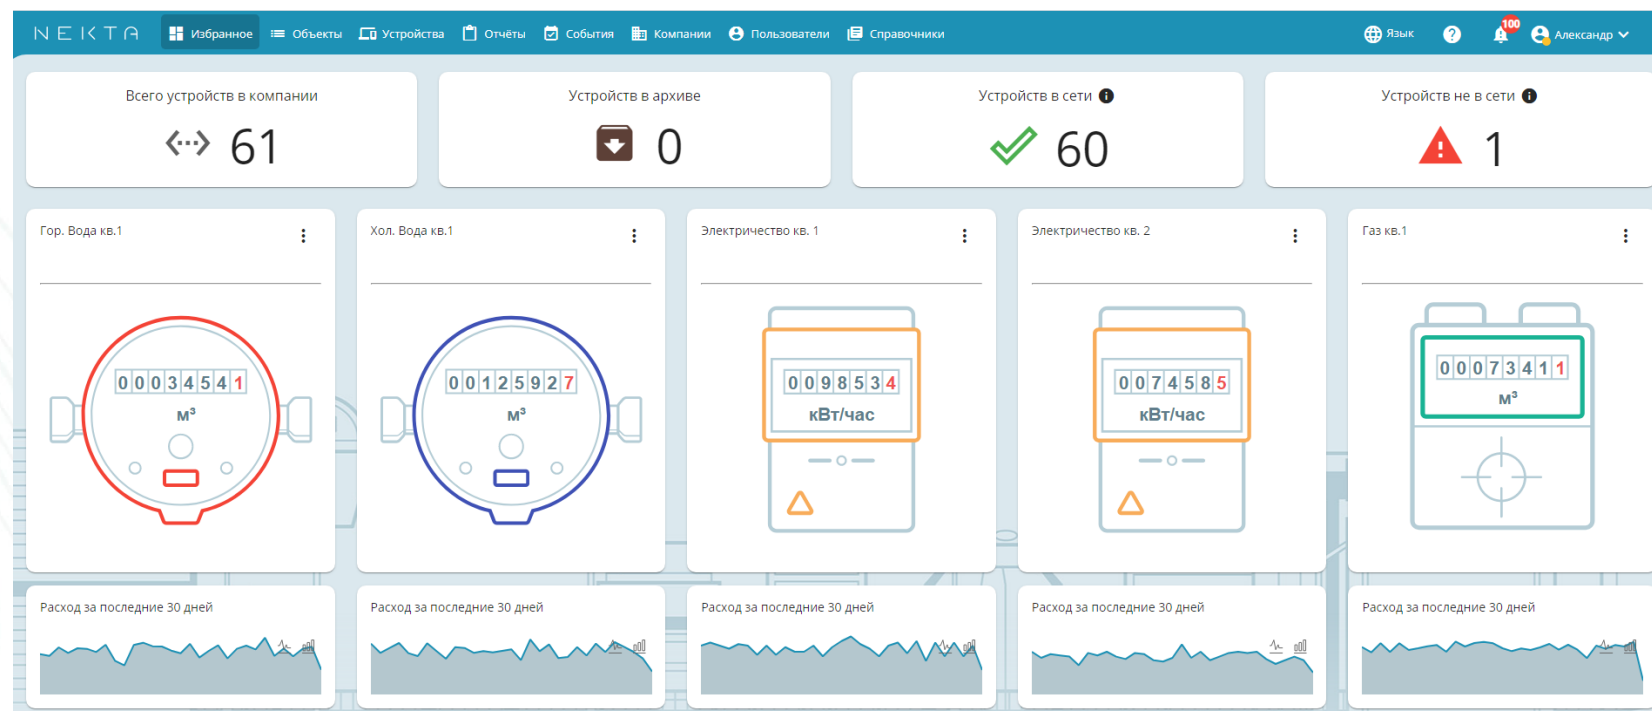 NEKTA Избранное Объекты Устройства Отчёты События Компании Пользователи Справочники Язык ? 100 Александр
Всего устройств в компании
61
Устройств в архиве
0
Устройств в сети
60
Устройств не в сети
1
Гор. Вода кв.1
00034541
м³
Хол. Вода кв.1
00125927
м³
Электричество кв. 1
0098534
кВт/час
Электричество кв. 2
0074585
кВт/час
Газ кв.1
00073411
м³
Расход за последние 30 дней
Расход за последние 30 дней
Расход за последние 30 дней
Расход за последние 30 дней
Расход за последние 30 дней